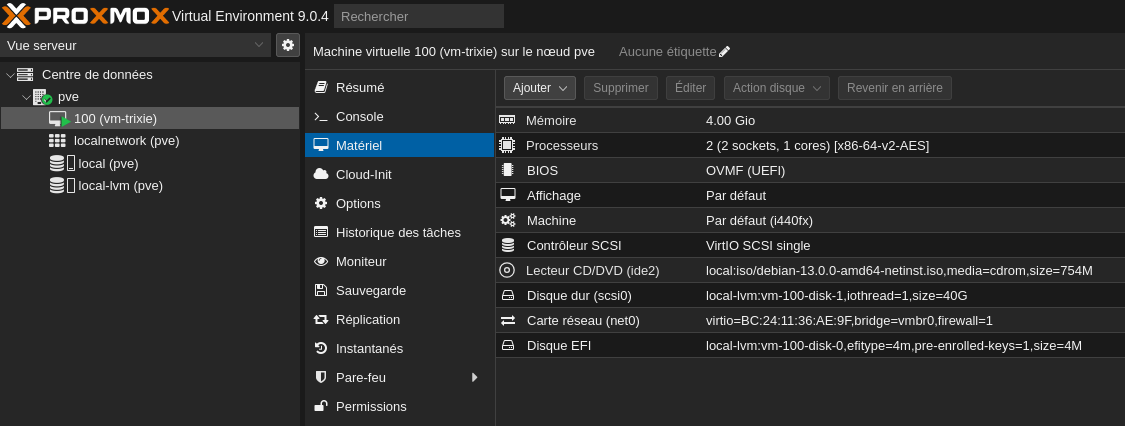 PROXMOX Virtual Environment 9.0.4 Rechercher
Vue serveur
Machine virtuelle 100 (vm-trixie) sur le nœud pve Aucune étiquette
Centre de données
pve
100 (vm-trixie)
localnetwork (pve)
local (pve)
local-lvm (pve)
Résumé
Console
Matériel
Cloud-Init
Options
Historique des tâches
Moniteur
Sauvegarde
Réplication
Instantanés
Pare-feu
Permissions
Ajouter Supprimer Éditer Action disque Revenir en arrière
Mémoire 4.00 Gio
Processeurs 2 (2 sockets, 1 cores) [x86-64-v2-AES]
BIOS OVMF (UEFI)
Affichage Par défaut
Machine Par défaut (i440fx)
Contrôleur SCSI VirtIO SCSI single
Lecteur CD/DVD (ide2) local:iso/debian-13.0.0-amd64-netinst.iso,media=cdrom,size=754M
Disque dur (scsi0) local-lvm:vm-100-disk-1,iothread=1,size=40G
Carte réseau (net0) virtio=BC:24:11:36:AE:9F,bridge=vmbr0,firewall=1
Disque EFI local-lvm:vm-100-disk-0,efitype=4m,pre-enrolled-keys=1,size=4M